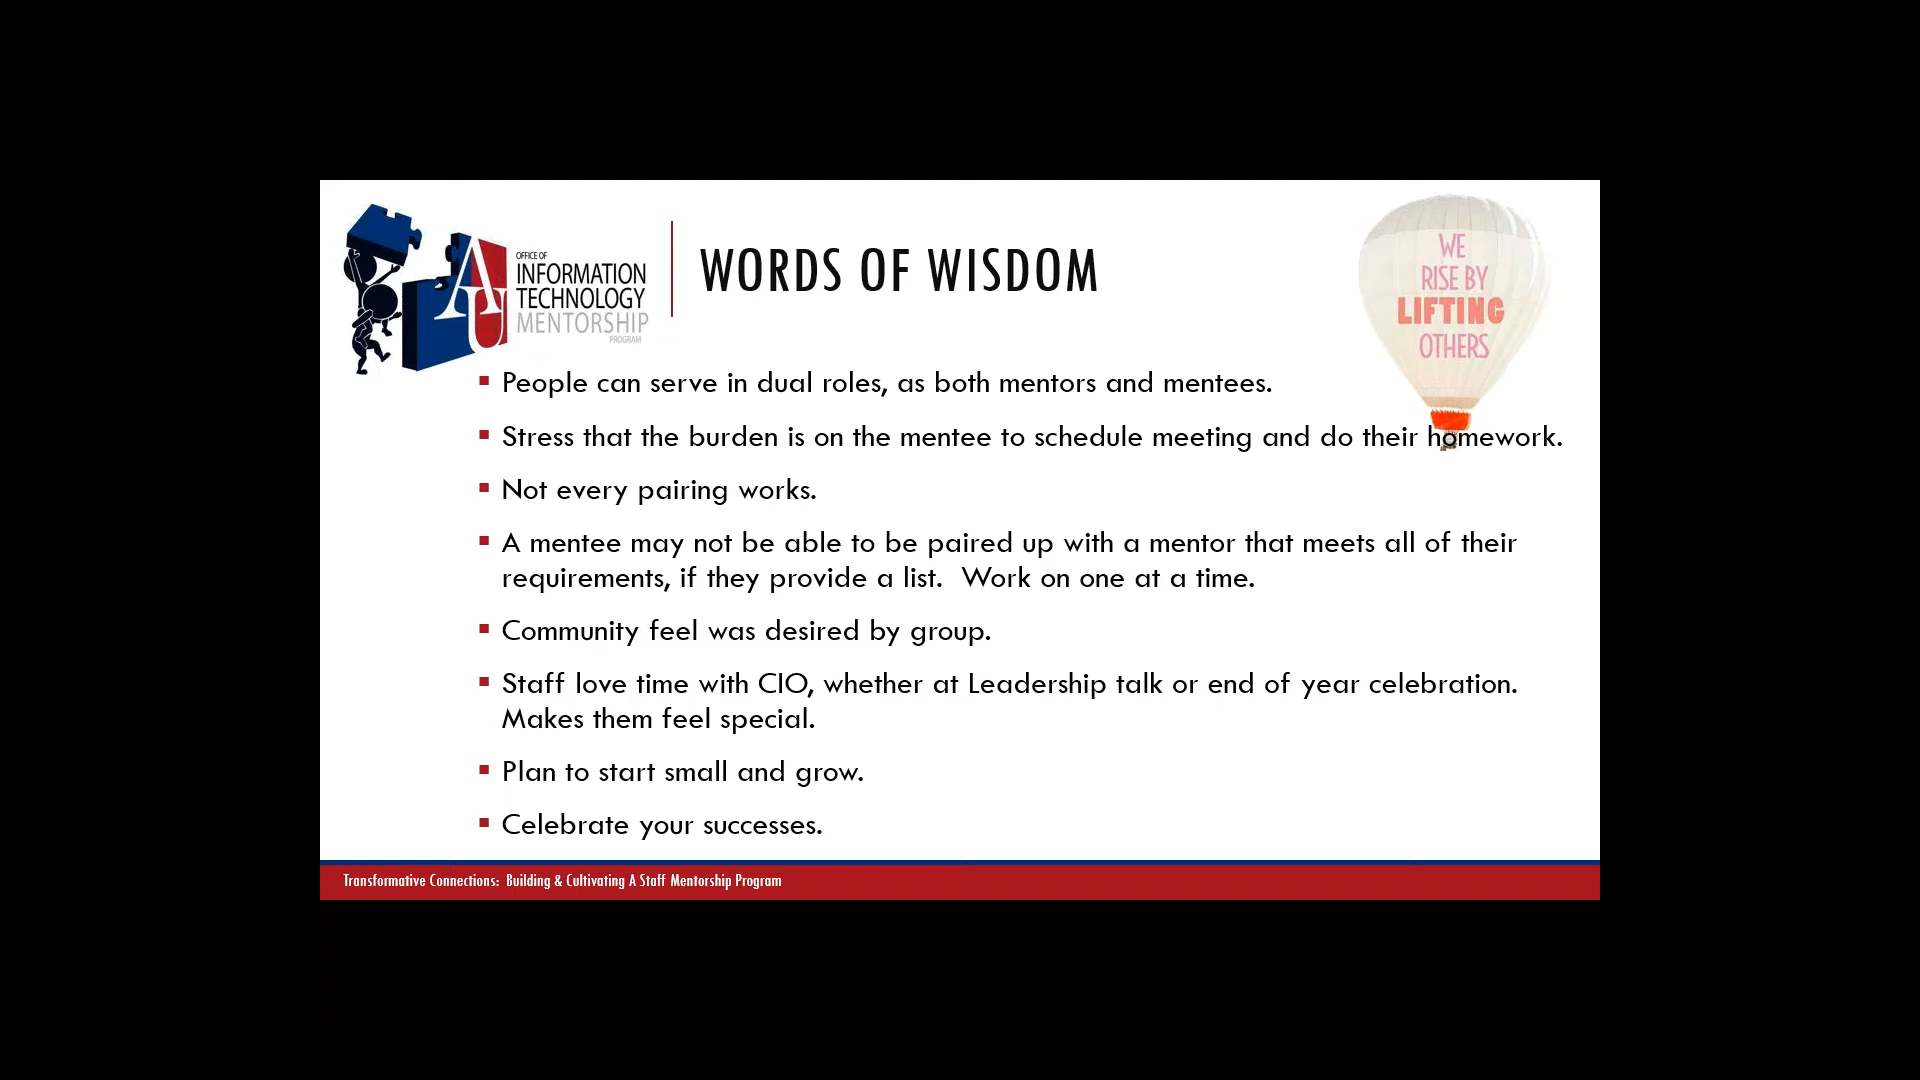 AU
OFFICE OF
INFORMATION
TECHNOLOGY
MENTORSHIP
PROGRAM
WORDS OF WISDOM
WE
RISE BY
LIFTING
OTHERS
▪ People can serve in dual roles, as both mentors and mentees.
▪ Stress that the burden is on the mentee to schedule meeting and do their homework.
▪ Not every pairing works.
▪ A mentee may not be able to be paired up with a mentor that meets all of their
requirements, if they provide a list.  Work on one at a time.
▪ Community feel was desired by group.
▪ Staff love time with CIO, whether at Leadership talk or end of year celebration.
Makes them feel special.
▪ Plan to start small and grow.
▪ Celebrate your successes.
Transformative Connections:  Building & Cultivating A Staff Mentorship Program